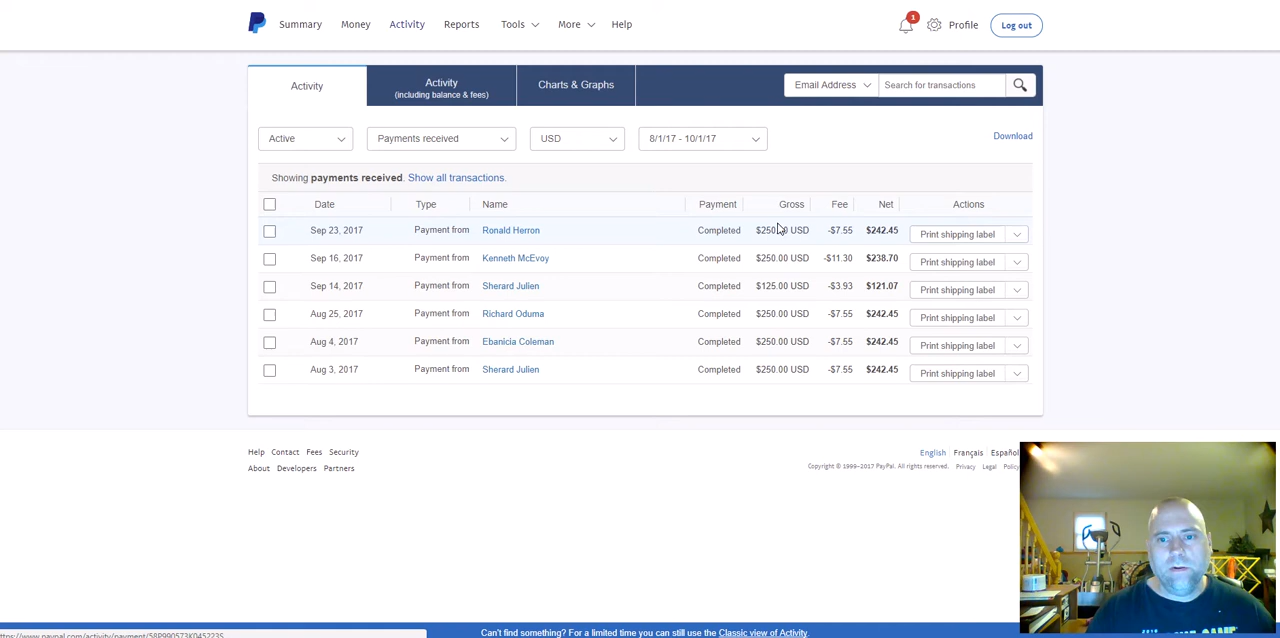 Summary Money Activity Reports Tools More Help 1 Profile Log out
Activity Activity Charts & Graphs Email Address Search for transactions
(including balance & fees)
Active Payments received USD 8/1/17 - 10/1/17 Download
Showing payments received. Show all transactions.
Date Type Name Payment Gross Fee Net Actions
Sep 23, 2017 Payment from Ronald Herron Completed $250.00 USD -$7.55 $242.45 Print shipping label
Sep 16, 2017 Payment from Kenneth McEvoy Completed $250.00 USD -$11.30 $238.70 Print shipping label
Sep 14, 2017 Payment from Sherard Julien Completed $125.00 USD -$3.93 $121.07 Print shipping label
Aug 25, 2017 Payment from Richard Oduma Completed $250.00 USD -$7.55 $242.45 Print shipping label
Aug 4, 2017 Payment from Ebanicia Coleman Completed $250.00 USD -$7.55 $242.45 Print shipping label
Aug 3, 2017 Payment from Sherard Julien Completed $250.00 USD -$7.55 $242.45 Print shipping label
Help Contact Fees Security English Français Español
About Developers Partners Copyright © 1999–2017 PayPal. All rights reserved. Privacy Legal Policy
Can't find something? For a limited time you can still use the Classic view of Activity.